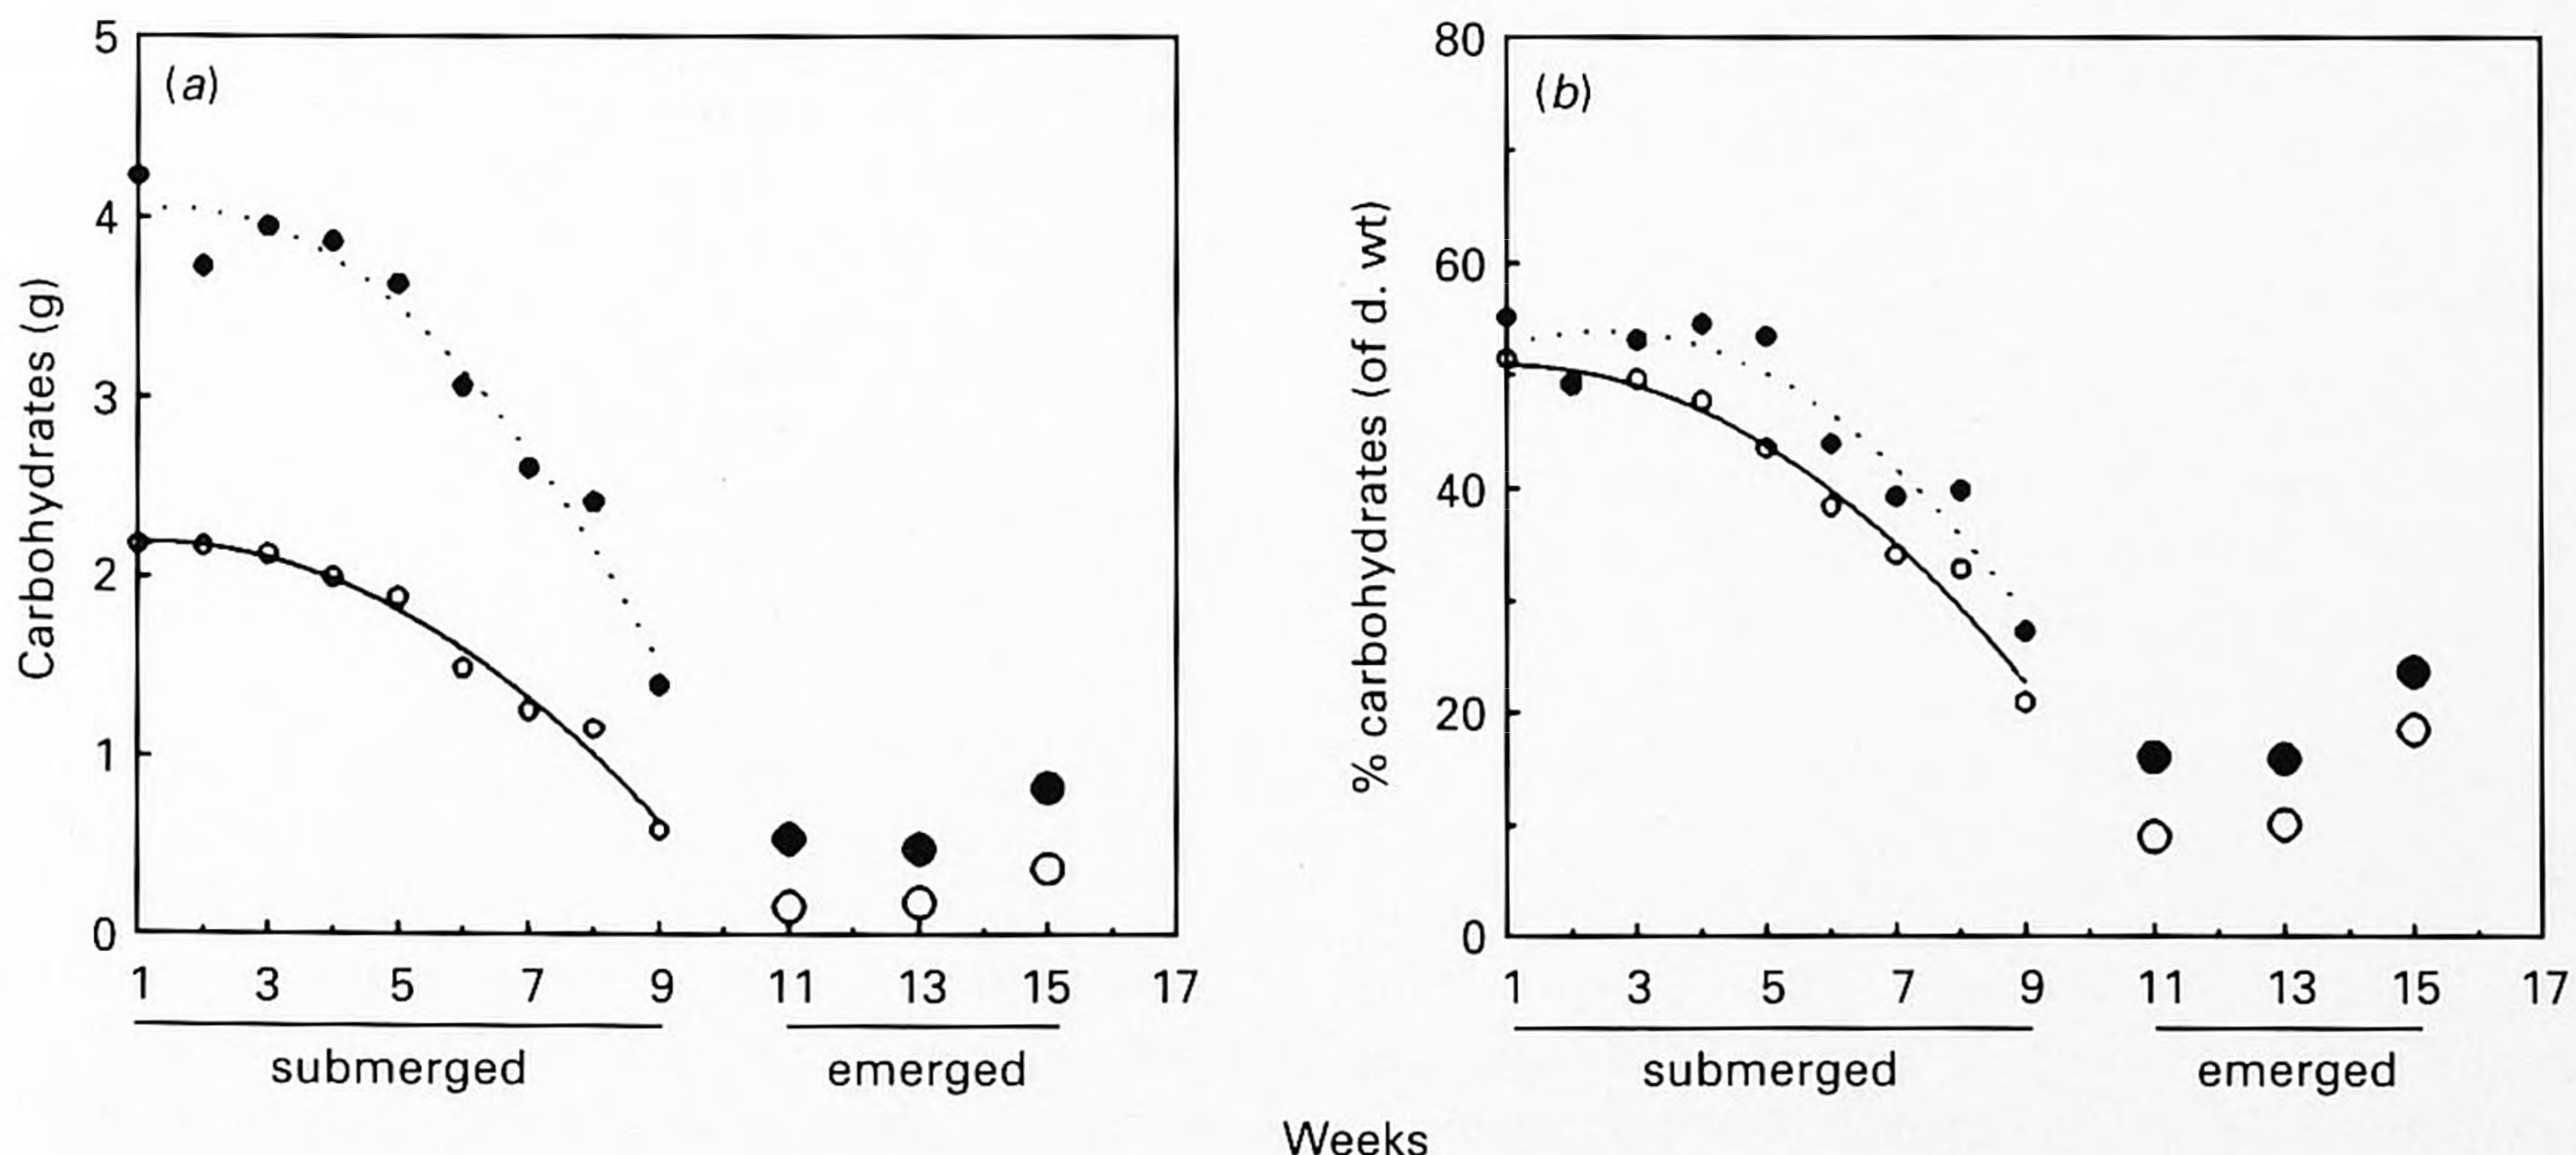 (a)
Carbohydrates (g)
5
4
3
2
1
0
1 3 5 7 9 11 13 15 17
submerged emerged
(b)
% carbohydrates (of d. wt)
80
60
40
20
0
1 3 5 7 9 11 13 15 17
submerged emerged
Weeks